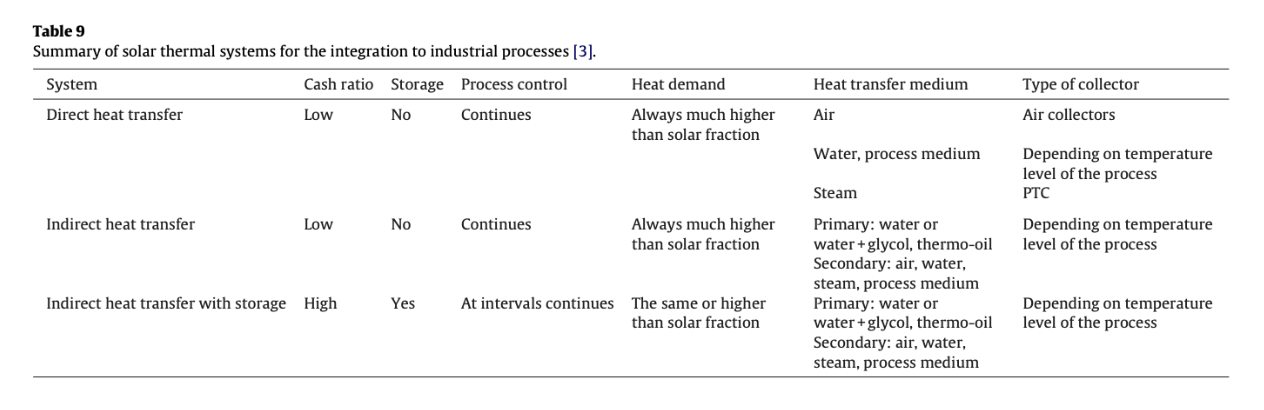 Table 9
Summary of solar thermal systems for the integration to industrial processes [3].
System Cash ratio Storage Process control Heat demand Heat transfer medium Type of collector
Direct heat transfer Low No Continues Always much higher Air Air collectors
than solar fraction
Water, process medium Depending on temperature
level of the process
Steam PTC
Indirect heat transfer Low No Continues Always much higher Primary: water or Depending on temperature
than solar fraction water + glycol, thermo-oil level of the process
Secondary: air, water,
steam, process medium
Indirect heat transfer with storage High Yes At intervals continues The same or higher Primary: water or Depending on temperature
than solar fraction water + glycol, thermo-oil level of the process
Secondary: air, water,
steam, process medium